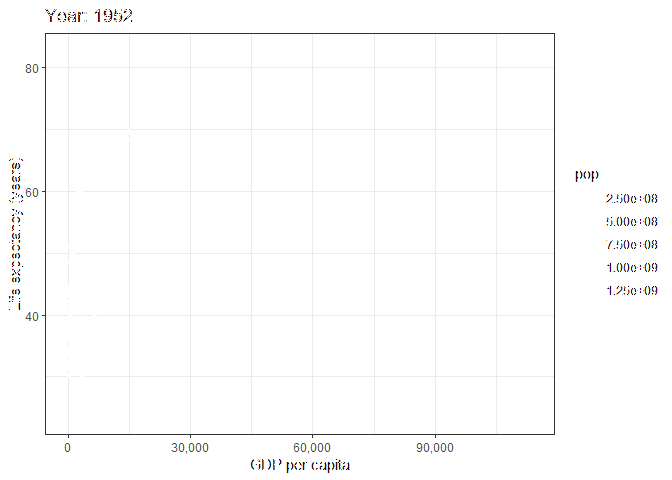 Year: 1952
80
60
40
Life expectancy (years)
0
30,000
60,000
90,000
GDP per capita
pop
2.50e+08
5.00e+08
7.50e+08
1.00e+09
1.25e+09